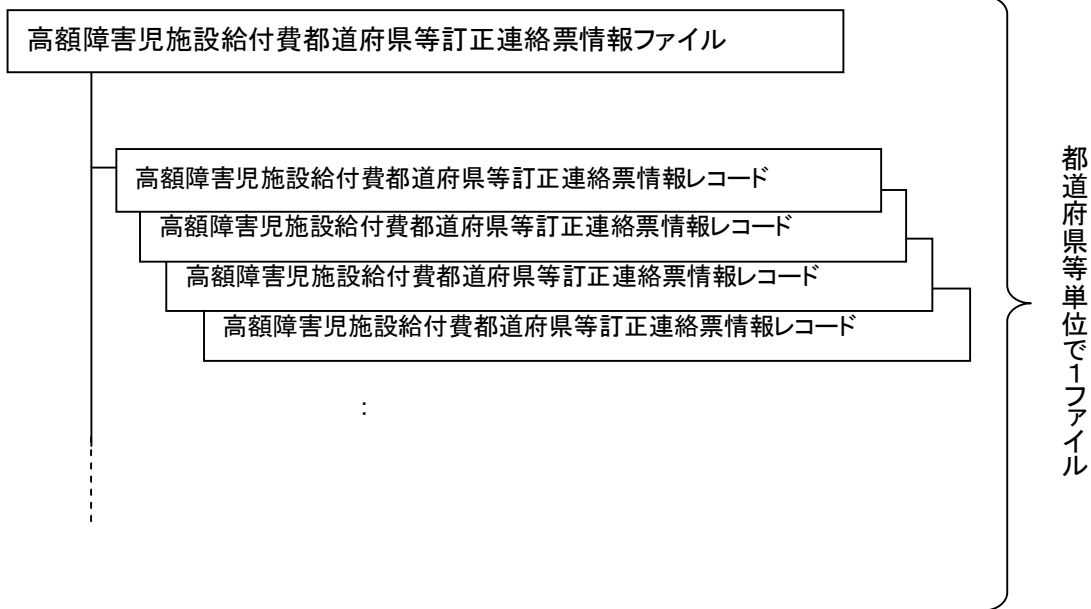 高額障害児施設給付費都道府県等訂正連絡票情報ファイル
高額障害児施設給付費都道府県等訂正連絡票情報レコード
高額障害児施設給付費都道府県等訂正連絡票情報レコード
高額障害児施設給付費都道府県等訂正連絡票情報レコード
高額障害児施設給付費都道府県等訂正連絡票情報レコード
:
都道府県等単位で1ファイル